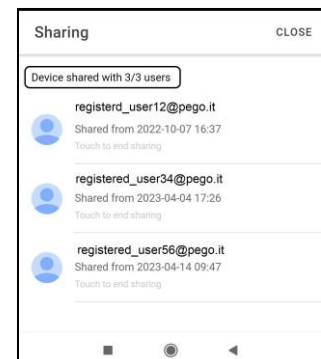 Sharing
CLOSE
Device shared with 3/3 users
registerd_user12@pego.it
Shared from 2022-10-07 16:37
Touch to end sharing
registered_user34@pego.it
Shared from 2023-04-04 17:26
Touch to end sharing
registered_user56@pego.it
Shared from 2023-04-14 09:47
Touch to end sharing